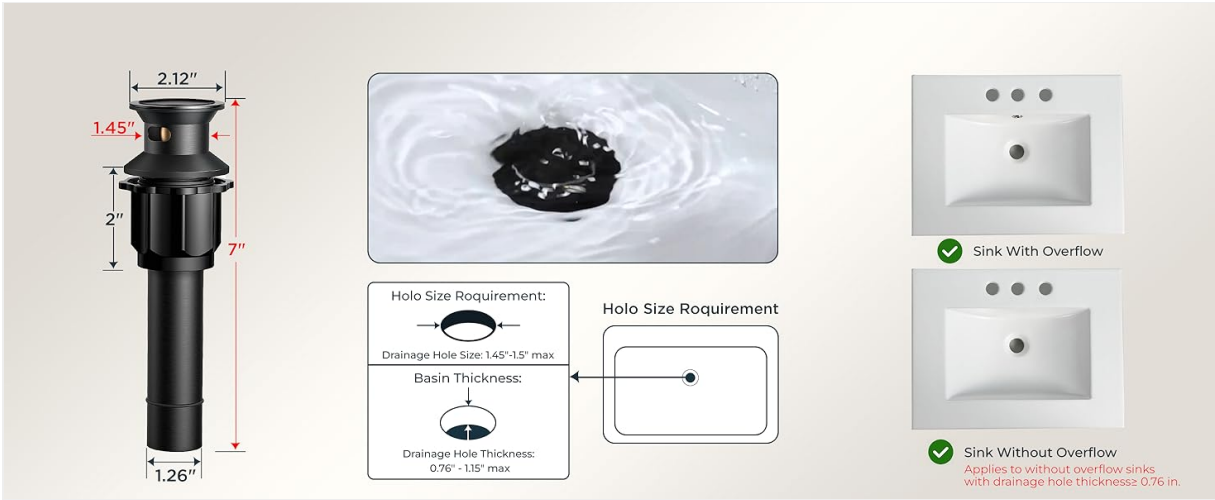 2.12"
1.45"
2"
7"
1.26"
Holo Size Roquirement:
Drainage Hole Size: 1.45"-1.5" max
Basin Thickness:
Drainage Hole Thickness:
0.76" - 1.15" max
Holo Size Roquirement
Sink With Overflow
Sink Without Overflow
Applies to without overflow sinks
with drainage hole thickness≥ 0.76 in.